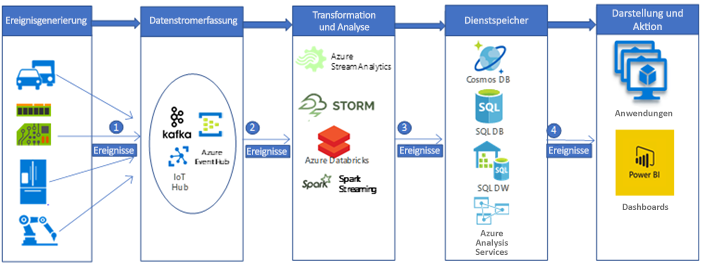 Ereignisgenerierung
Datenstromerfassung
Transformation
und Analyse
Dienstspeicher
Darstellung und
Aktion
1
Ereignisse
kafka
Azure
Event Hub
IoT
Hub
2
Ereignisse
Azure
Stream Analytics
STORM
Azure Databricks
Spark
Spark
Streaming
3
Ereignisse
Cosmos DB
SQL
SQL DB
SQL
SQL DW
Azure
Analysis
Services
4
Ereignisse
Anwendungen
Power BI
Dashboards